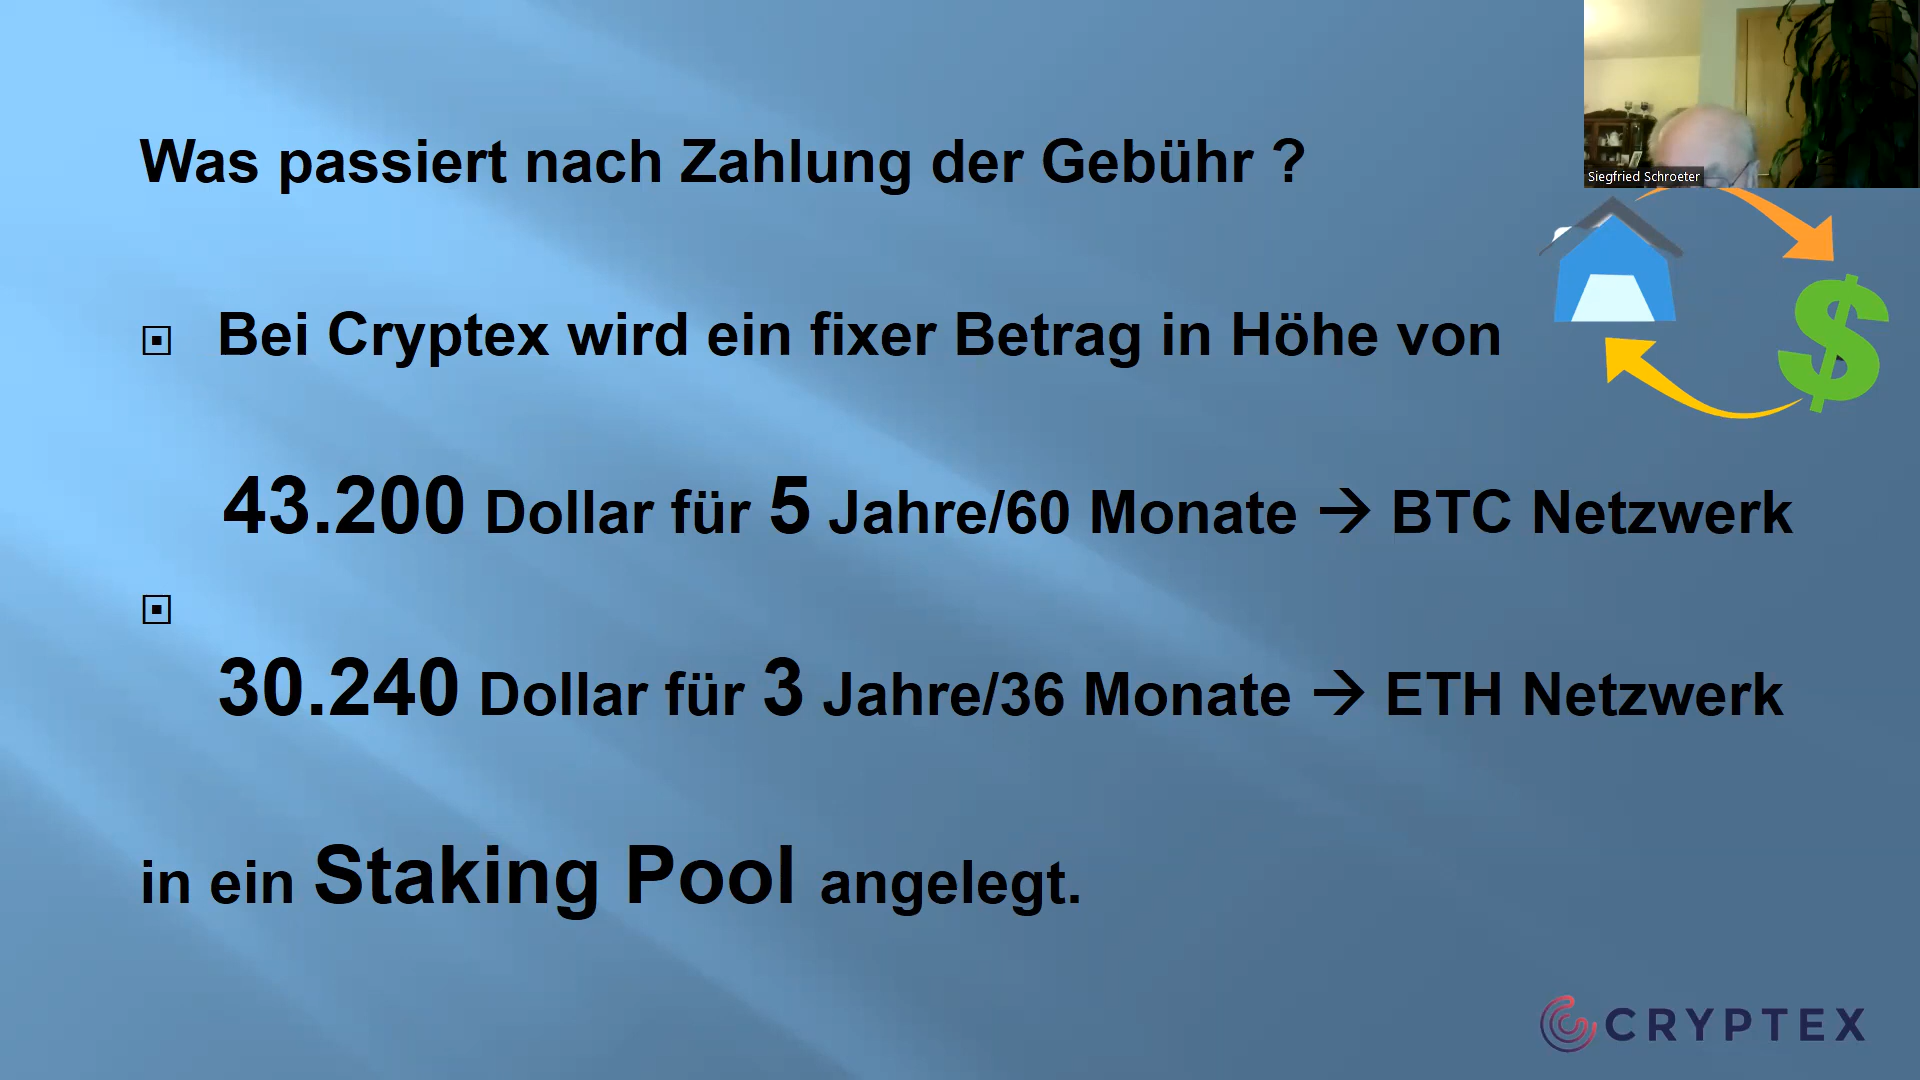 Siegfried Schroeter
Was passiert nach Zahlung der Gebühr ?
Bei Cryptex wird ein fixer Betrag in Höhe von
43.200 Dollar für 5 Jahre/60 Monate → BTC Netzwerk
30.240 Dollar für 3 Jahre/36 Monate → ETH Netzwerk
in ein Staking Pool angelegt.
CRYPTEX